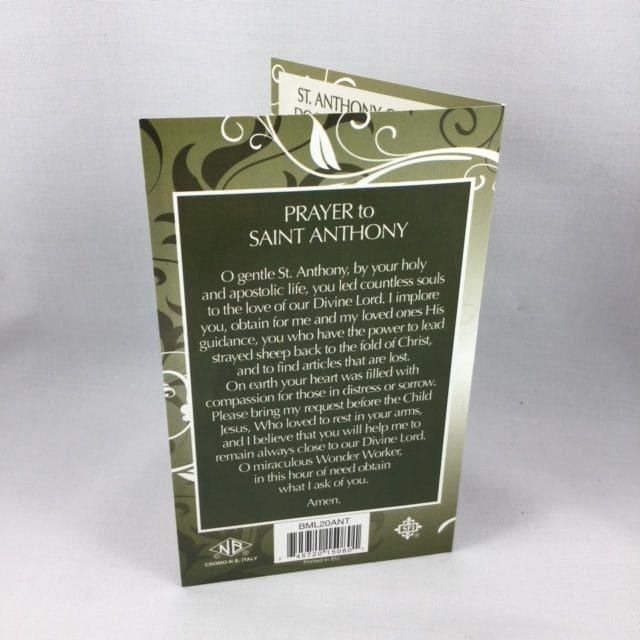 ST. ANTHONY
PRAYER to
SAINT ANTHONY
O gentle St. Anthony, by your holy
and apostolic life, you led countless souls
to the love of our Divine Lord. I implore
you, obtain for me and my loved ones His
guidance, you who have the power to lead
strayed sheep back to the fold of Christ,
and to find articles that are lost.
On earth your heart was filled with
compassion for those in distress or sorrow.
Please bring my request before the Child
Jesus, Who loved to rest in your arms,
and I believe that you will help me to
remain always close to our Divine Lord.
O miraculous Wonder Worker,
in this hour of need obtain
what I ask of you.
Amen.
BML20ANT
45720 15080
Printed in EU
NB
CROMO-N.B. ITALY